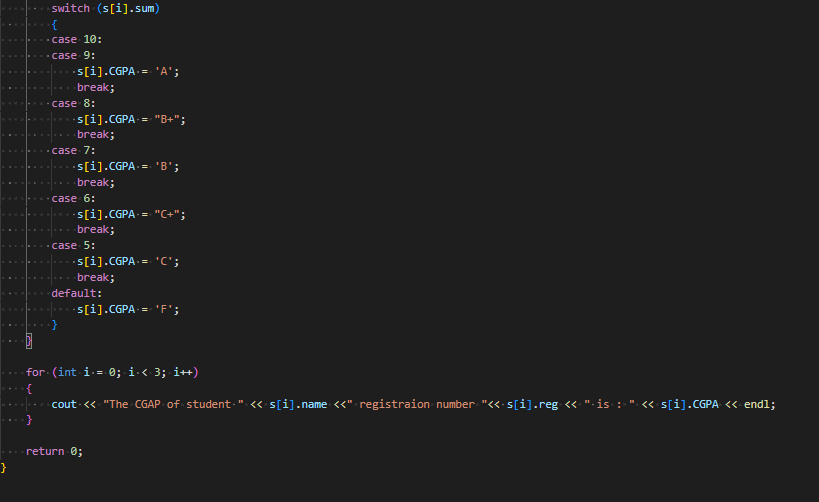 switch (s[i].sum)
{
case 10:
case 9:
s[i].CGPA = 'A';
break;
case 8:
s[i].CGPA = "B+";
break;
case 7:
s[i].CGPA = 'B';
break;
case 6:
s[i].CGPA = "C+";
break;
case 5:
s[i].CGPA = 'C';
break;
default:
s[i].CGPA = 'F';
}
}
for (int i = 0; i < 3; i++)
{
cout << "The CGAP of student " << s[i].name <<" registraion number "<< s[i].reg << " is : " << s[i].CGPA << endl;
}
return 0;
}